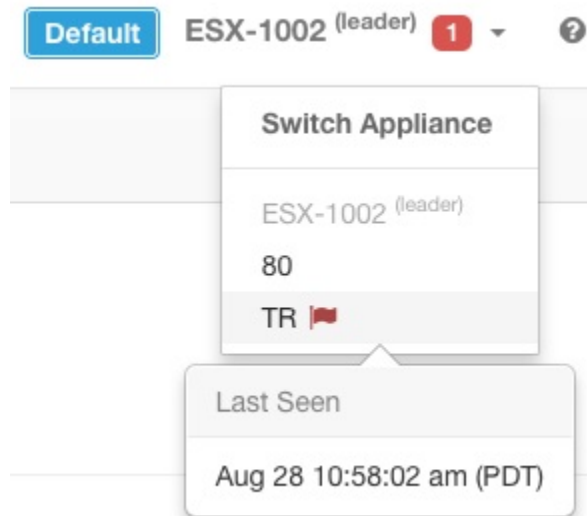 Default ESX-1002 (leader) 1
Switch Appliance
ESX-1002 (leader)
80
TR
Last Seen
Aug 28 10:58:02 am (PDT)